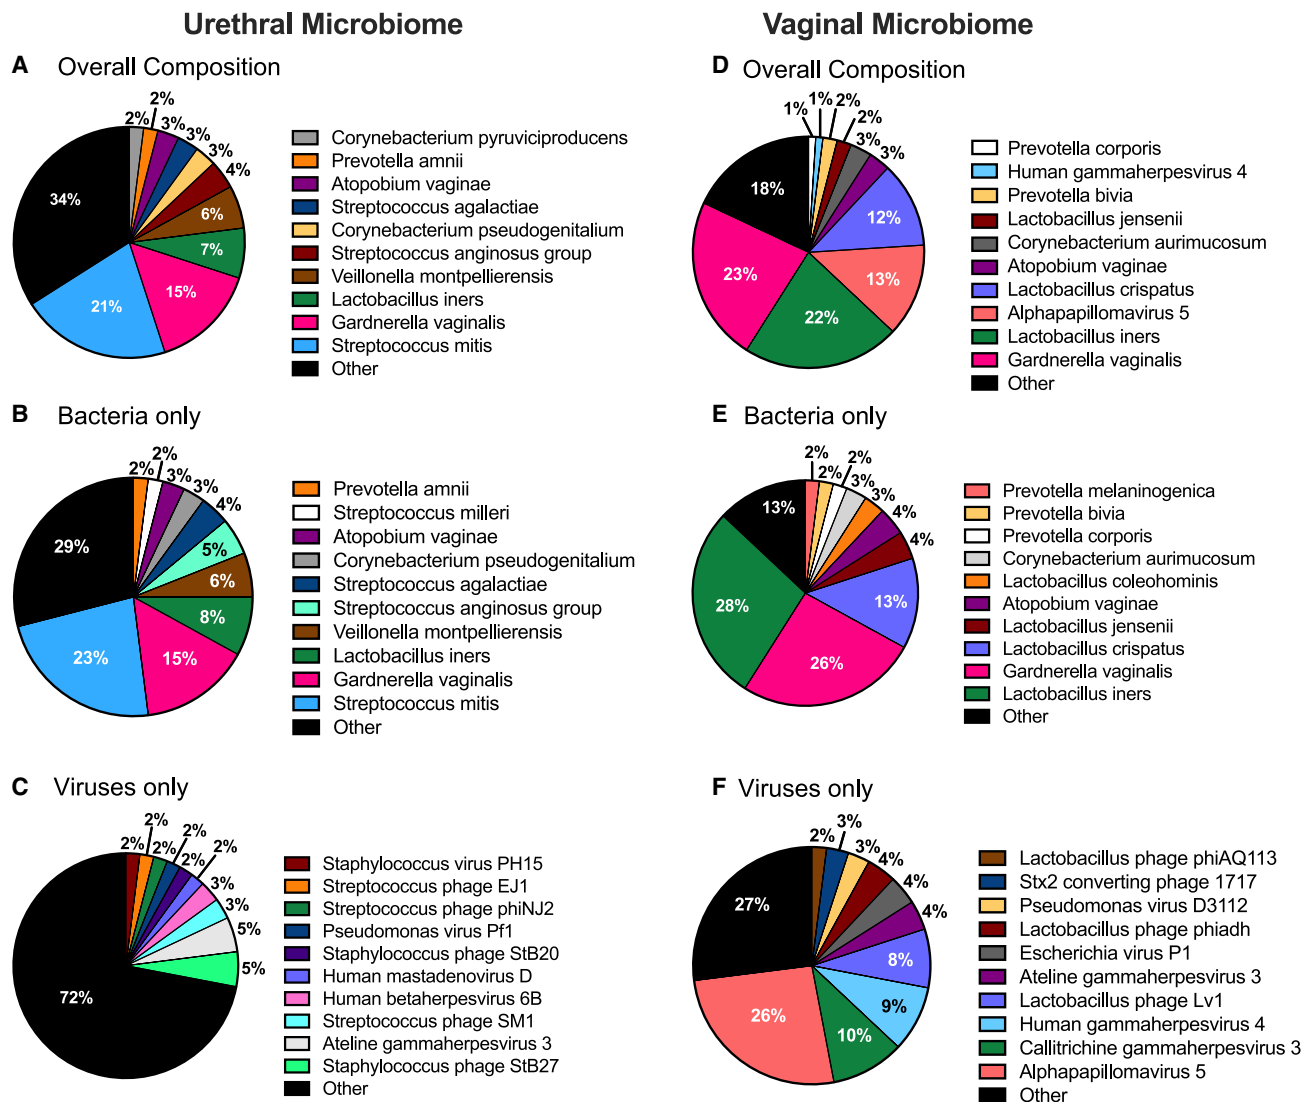 Urethral Microbiome
A Overall Composition
2%
2% 3% 3% 3% 4%
6%
7%
15%
21%
34%
Corynebacterium pyruviciproducens
Prevotella amnii
Atopobium vaginae
Streptococcus agalactiae
Corynebacterium pseudogenitalium
Streptococcus anginosus group
Veillonella montpellierensis
Lactobacillus iners
Gardnerella vaginalis
Streptococcus mitis
Other
B Bacteria only
2%
2% 3% 3% 4%
5%
6%
8%
15%
23%
29%
Prevotella amnii
Streptococcus milleri
Atopobium vaginae
Corynebacterium pseudogenitalium
Streptococcus agalactiae
Streptococcus anginosus group
Veillonella montpellierensis
Lactobacillus iners
Gardnerella vaginalis
Streptococcus mitis
Other
C Viruses only
2% 2%
2% 2% 2% 2%
3%
3%
5%
5%
72%
Staphylococcus virus PH15
Streptococcus phage EJ1
Streptococcus phage phiNJ2
Pseudomonas virus Pf1
Staphylococcus phage StB20
Human mastadenovirus D
Human betaherpesvirus 6B
Streptococcus phage SM1
Ateline gammaherpesvirus 3
Staphylococcus phage StB27
Other
Vaginal Microbiome
D Overall Composition
1% 1% 2% 2%
3% 3%
12%
13%
22%
23%
18%
Prevotella corporis
Human gammaherpesvirus 4
Prevotella bivia
Lactobacillus jensenii
Corynebacterium aurimucosum
Atopobium vaginae
Lactobacillus crispatus
Alphapapillomavirus 5
Lactobacillus iners
Gardnerella vaginalis
Other
E Bacteria only
2% 2%
2% 3% 3%
4%
4%
13%
26%
28%
13%
Prevotella melaninogenica
Prevotella bivia
Prevotella corporis
Corynebacterium aurimucosum
Lactobacillus coleohominis
Atopobium vaginae
Lactobacillus jensenii
Lactobacillus crispatus
Gardnerella vaginalis
Lactobacillus iners
Other
F Viruses only
3%
2% 3% 4%
4%
4%
8%
9%
10%
26%
27%
Lactobacillus phage phiAQ113
Stx2 converting phage 1717
Pseudomonas virus D3112
Lactobacillus phage phiadh
Escherichia virus P1
Ateline gammaherpesvirus 3
Lactobacillus phage Lv1
Human gammaherpesvirus 4
Callitrichine gammaherpesvirus 3
Alphapapillomavirus 5
Other